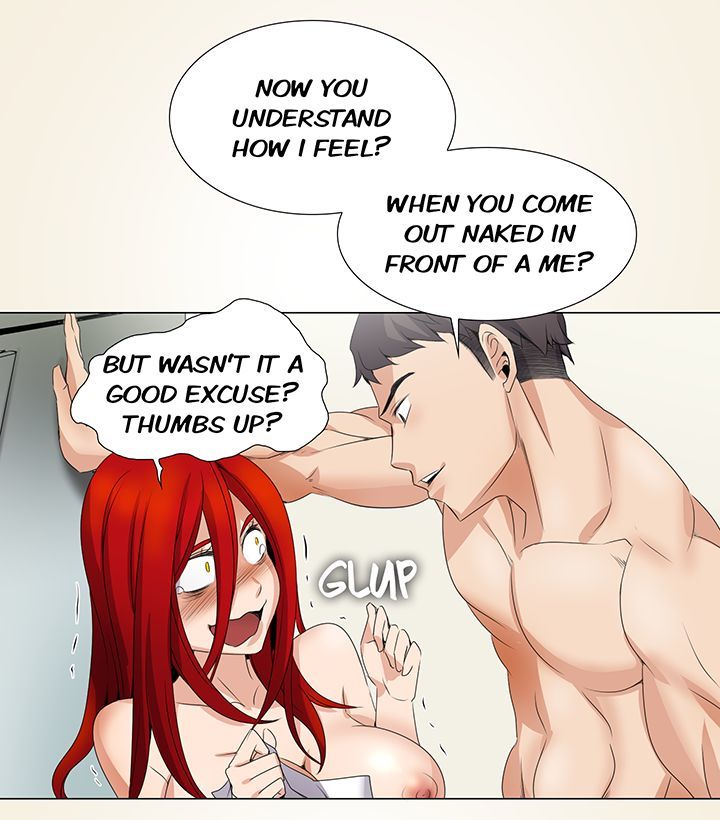 NOW YOU
UNDERSTAND
HOW I FEEL?
WHEN YOU COME
OUT NAKED IN
FRONT OF A ME?
BUT WASN'T IT A
GOOD EXCUSE?
THUMBS UP?
GLUP